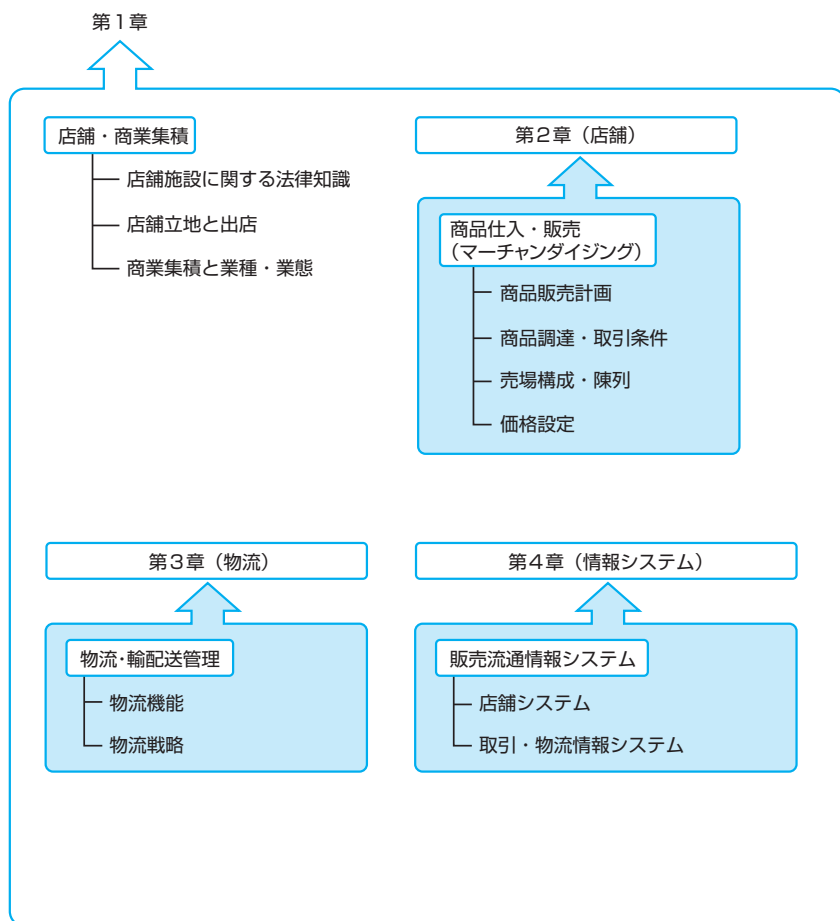 第1章
店舗・商業集積
店舗施設に関する法律知識
店舗立地と出店
商業集積と業種・業態
第2章（店舗）
商品仕入・販売
（マーチャンダイジング）
商品販売計画
商品調達・取引条件
売場構成・陳列
価格設定
第3章（物流）
物流・輸配送管理
物流機能
物流戦略
第4章（情報システム）
販売流通情報システム
店舗システム
取引・物流情報システム